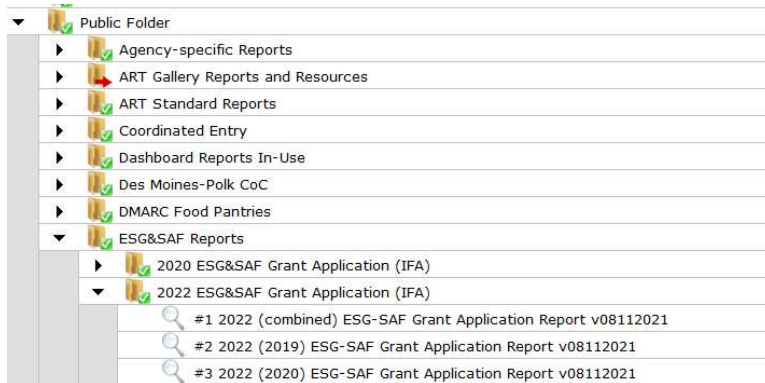 Public Folder
Agency-specific Reports
ART Gallery Reports and Resources
ART Standard Reports
Coordinated Entry
Dashboard Reports In-Use
Des Moines-Polk CoC
DMARC Food Pantries
ESG&SAF Reports
2020 ESG&SAF Grant Application (IFA)
2022 ESG&SAF Grant Application (IFA)
#1 2022 (combined) ESG-SAF Grant Application Report v08112021
#2 2022 (2019) ESG-SAF Grant Application Report v08112021
#3 2022 (2020) ESG-SAF Grant Application Report v08112021